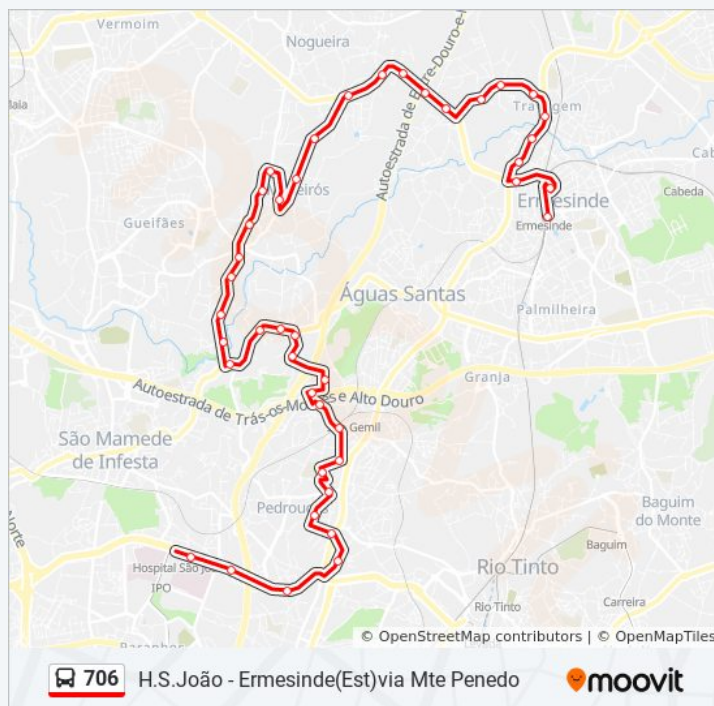 Vermoim
Nogueira
Maia
Autoestrada de Entre-Douro-e-M
Travagem
Cab
Gueifães
Ermesinde
Ermesinde
Cabeda
Águas Santas
Palmilheira
Granja
Autoestrada de Trás-os-Montes e Alto Douro
São Mamede
de Infesta
Gemil
Pedrouços
Norte
Baguim
do Monte
Hospital São João
IPO
Rio Tinto
Baguim
Rio Tinto
Carreira
© OpenStreetMap contributors | © OpenMapTiles
706
H.S.João - Ermesinde(Est)via Mte Penedo
moovit